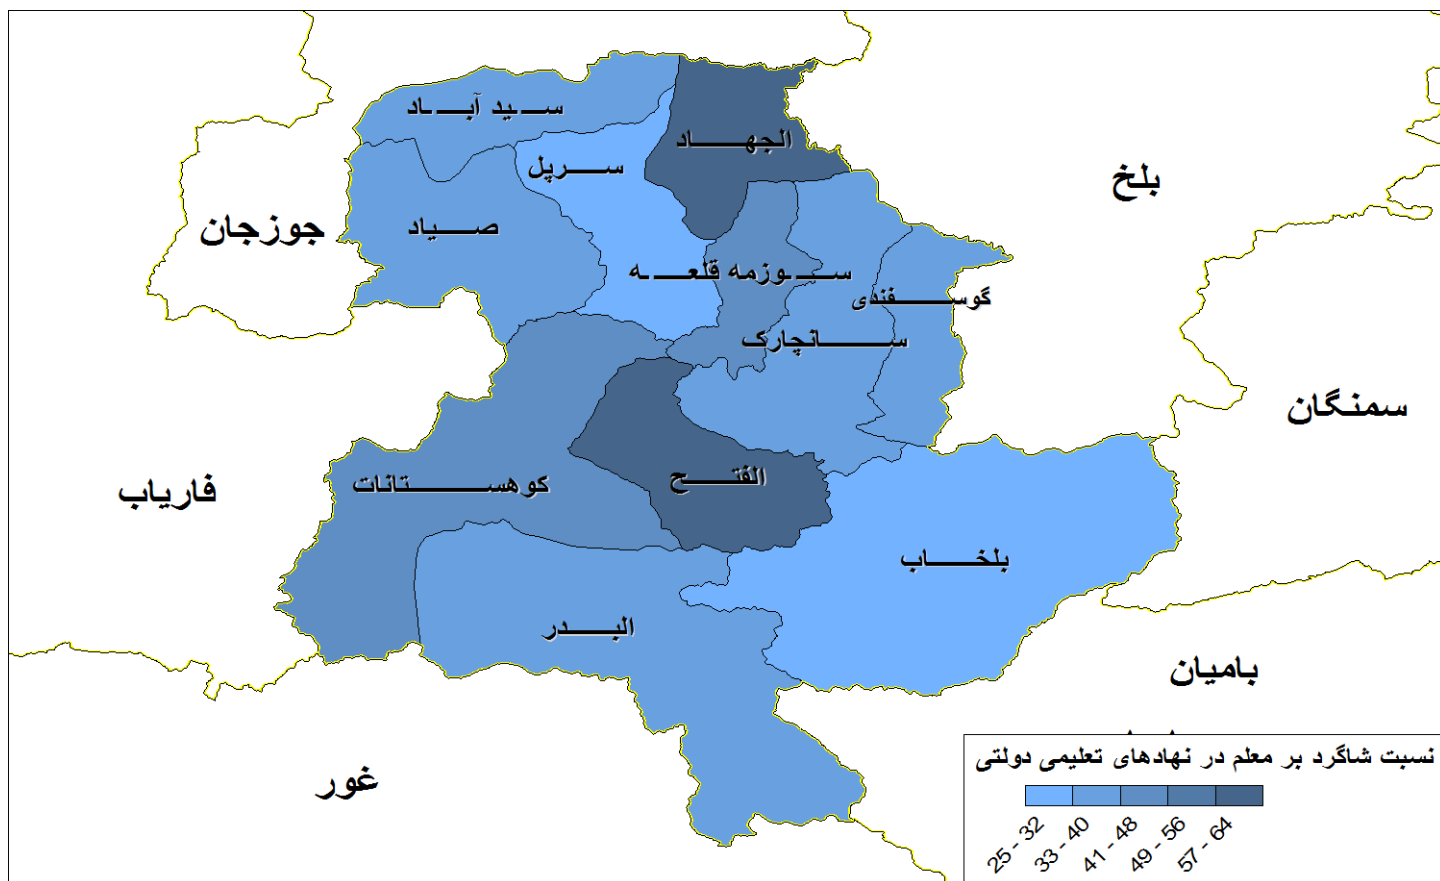 سید آباد
الجهاد
سرپل
بلخ
صیاد
جوزجان
سیوزمه قلعه
گوسفندی
سانچارک
سمنگان
الفتح
کوهستانات
فاریاب
بلخاب
البدر
بامیان
غور
نسبت شاگرد بر معلم در نهادهای تعلیمی دولتی
25 - 32
33 - 40
41 - 48
49 - 56
57 - 64